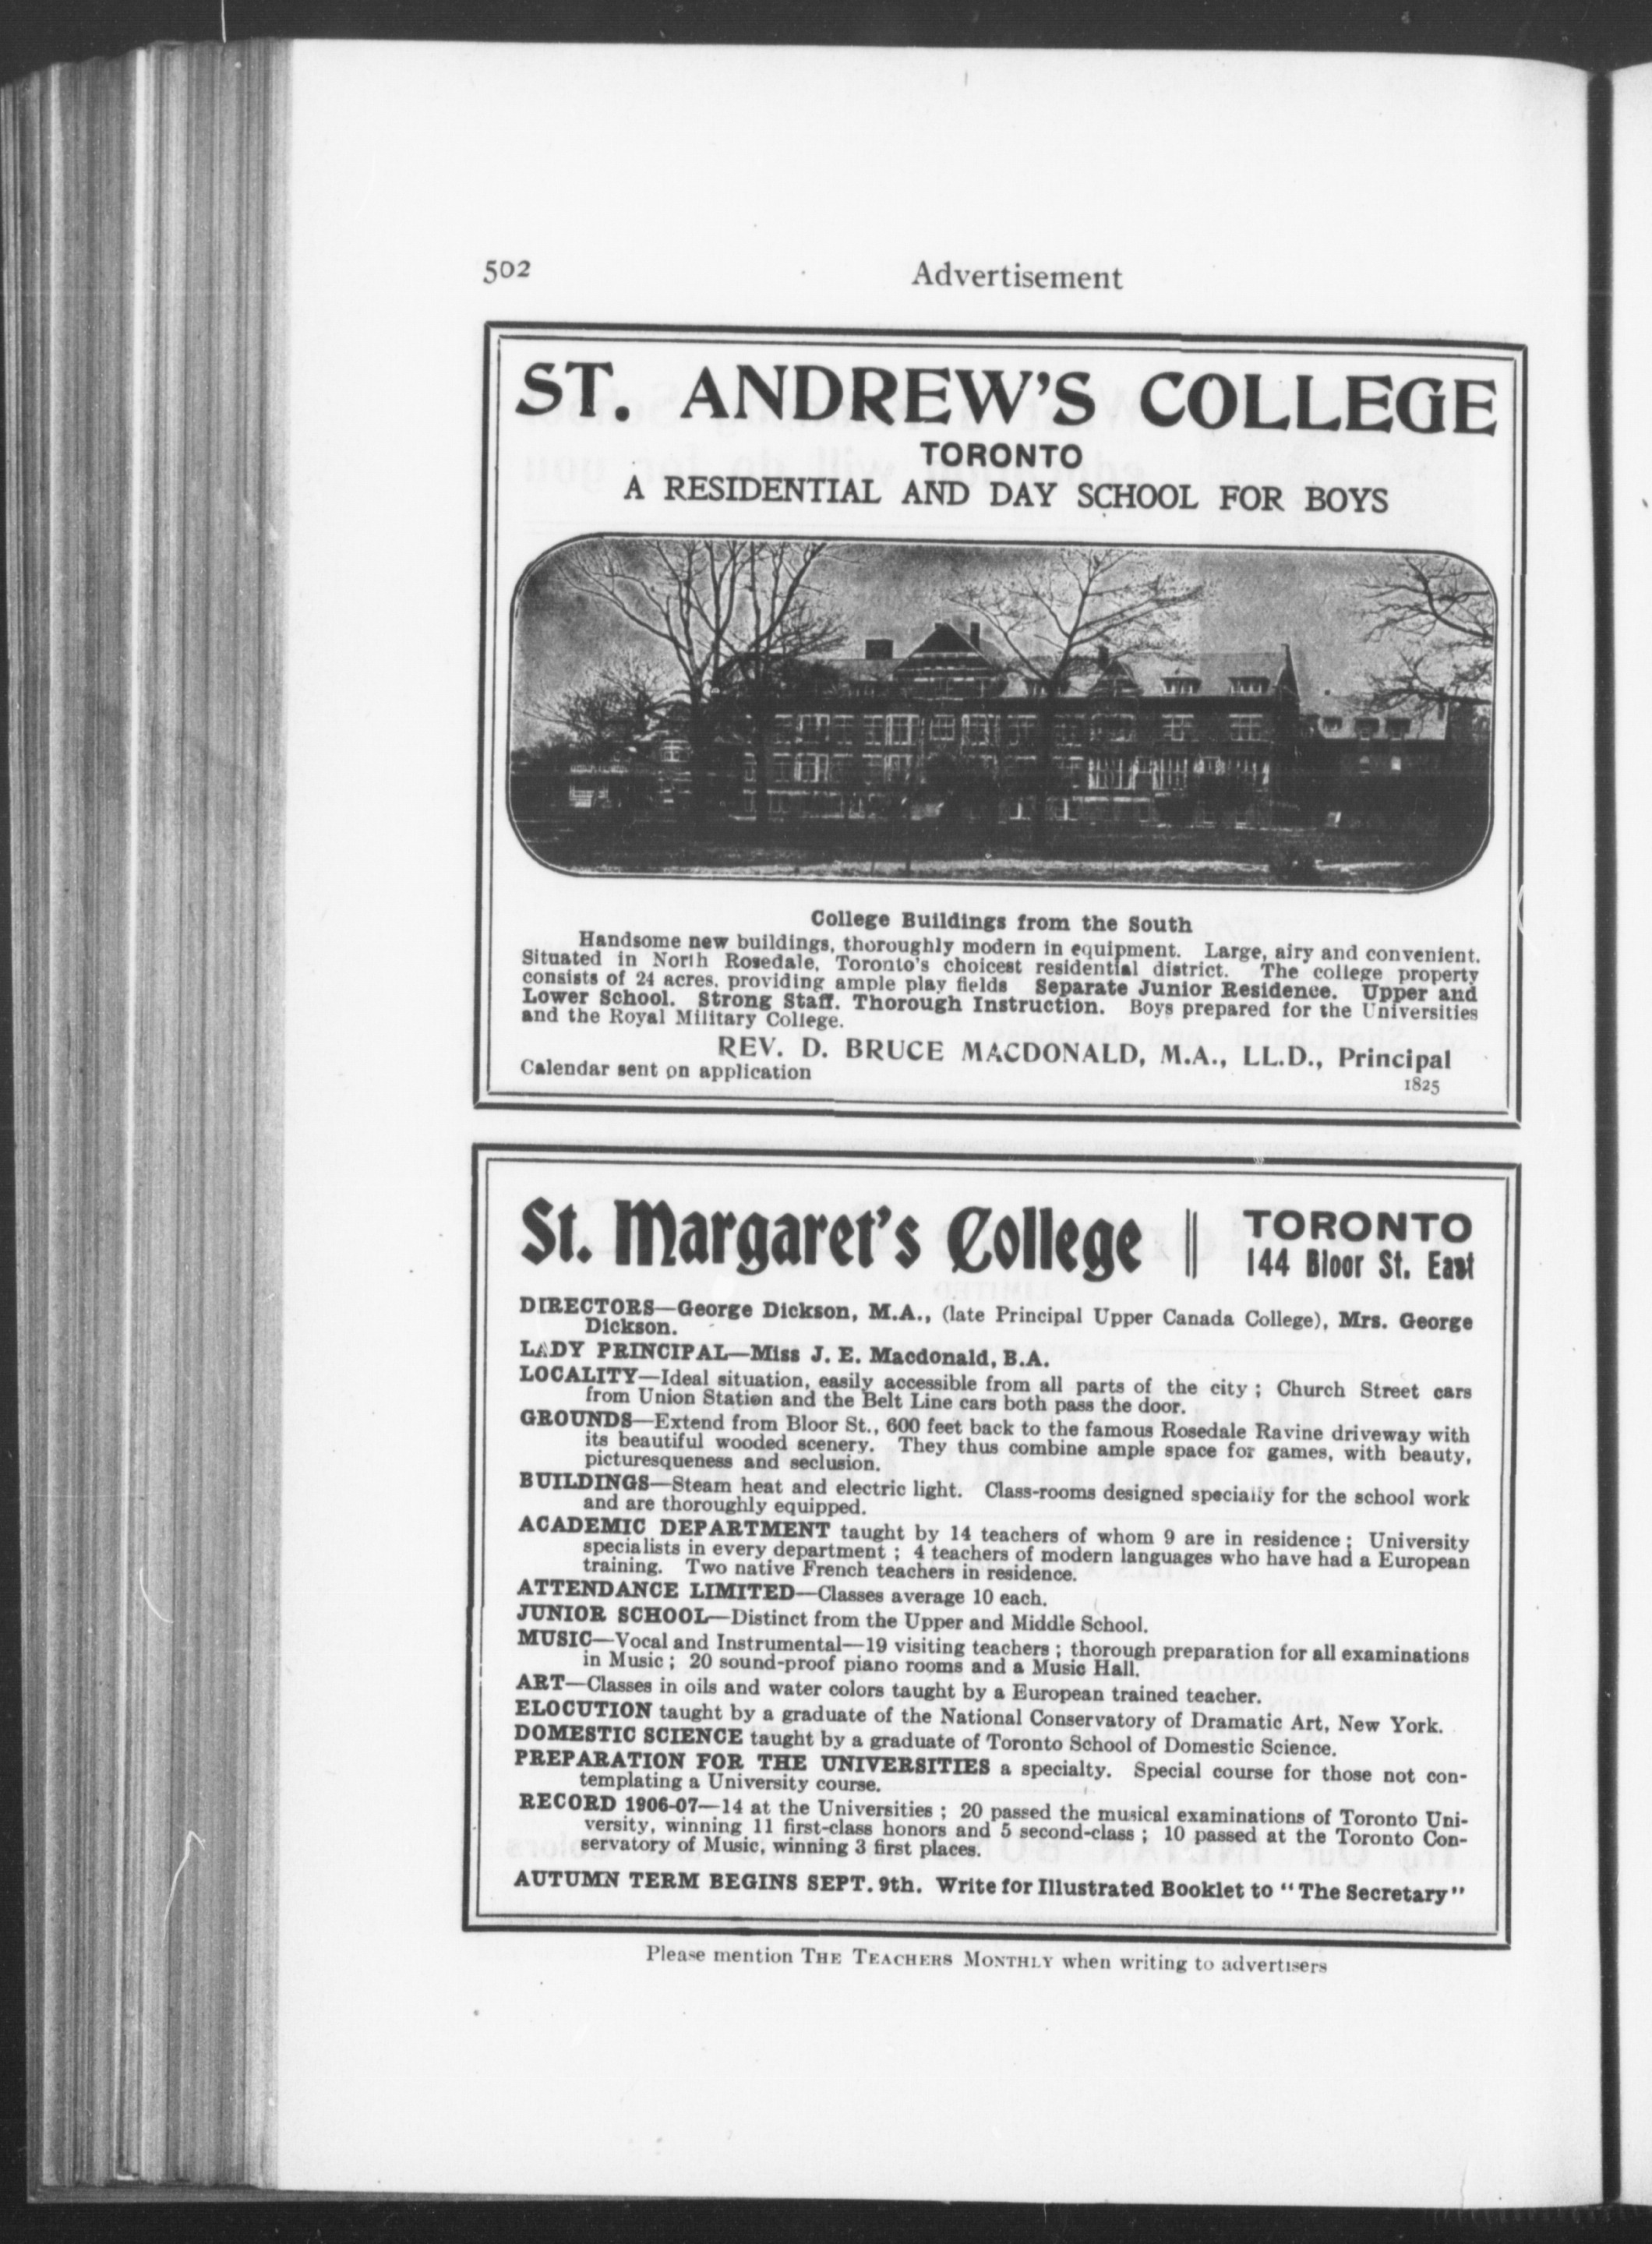 502
Advertisement
ST. ANDREW'S COLLEGE
TORONTO
A RESIDENTIAL AND DAY SCHOOL FOR BOYS
College Buildings from the South
Handsome new buildings, thoroughly modern in equipment. Large, airy and convenient.
Situated in North Rosedale, Toronto's choicest residential district. The college property
consists of 24 acres, providing ample play fields Separate Junior Residence. Upper and
Lower School. Strong Staff. Thorough Instruction. Boys prepared for the Universities
and the Royal Military College.
REV. D. BRUCE MACDONALD, M.A., LL.D., Principal
Calendar sent on application
1825
St. Margaret's College
TORONTO
144 Bloor St. East
DIRECTORS—George Dickson, M.A., (late Principal Upper Canada College), Mrs. George
Dickson.
LADY PRINCIPAL—Miss J. E. Macdonald, B.A.
LOCALITY—Ideal situation, easily accessible from all parts of the city ; Church Street cars
from Union Station and the Belt Line cars both pass the door.
GROUNDS—Extend from Bloor St., 600 feet back to the famous Rosedale Ravine driveway with
its beautiful wooded scenery. They thus combine ample space for games, with beauty,
picturesqueness and seclusion.
BUILDINGS—Steam heat and electric light. Class-rooms designed specially for the school work
and are thoroughly equipped.
ACADEMIC DEPARTMENT taught by 14 teachers of whom 9 are in residence ; University
specialists in every department ; 4 teachers of modern languages who have had a European
training. Two native French teachers in residence.
ATTENDANCE LIMITED—Classes average 10 each.
JUNIOR SCHOOL—Distinct from the Upper and Middle School.
MUSIC—Vocal and Instrumental—19 visiting teachers ; thorough preparation for all examinations
in Music ; 20 sound-proof piano rooms and a Music Hall.
ART—Classes in oils and water colors taught by a European trained teacher.
ELOCUTION taught by a graduate of the National Conservatory of Dramatic Art, New York.
DOMESTIC SCIENCE taught by a graduate of Toronto School of Domestic Science.
PREPARATION FOR THE UNIVERSITIES a specialty. Special course for those not con-
templating a University course.
RECORD 1906-07—14 at the Universities ; 20 passed the musical examinations of Toronto Uni-
versity, winning 11 first-class honors and 5 second-class ; 10 passed at the Toronto Con-
servatory of Music, winning 3 first places.
AUTUMN TERM BEGINS SEPT. 9th. Write for Illustrated Booklet to "The Secretary"
Please mention THE TEACHERS MONTHLY when writing to advertisers